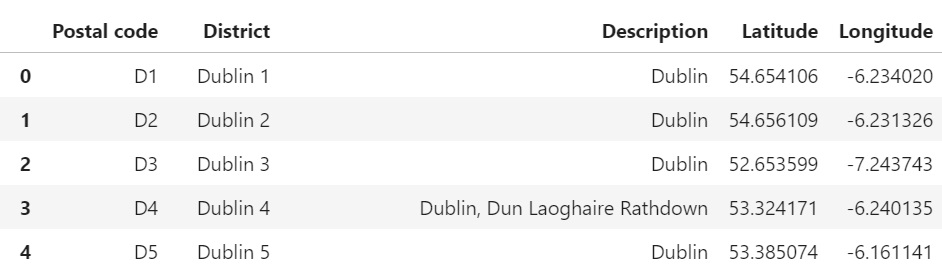 Postal code District Description Latitude Longitude
0 D1 Dublin 1 Dublin 54.654106 -6.234020
1 D2 Dublin 2 Dublin 54.656109 -6.231326
2 D3 Dublin 3 Dublin 52.653599 -7.243743
3 D4 Dublin 4 Dublin, Dun Laoghaire Rathdown 53.324171 -6.240135
4 D5 Dublin 5 Dublin 53.385074 -6.161141